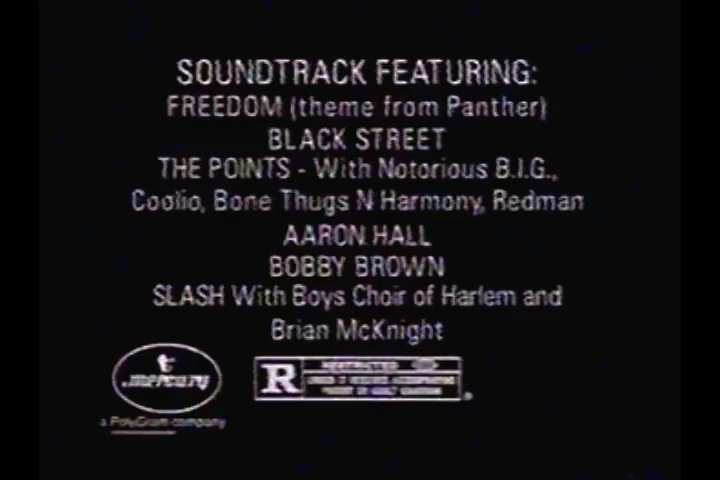 SOUNDTRACK FEATURING:
FREEDOM (theme from Panther)
BLACK STREET
THE POINTS - With Notorious B.I.G.,
Coolio, Bone Thugs N Harmony, Redman
AARON HALL
BOBBY BROWN
SLASH With Boys Choir of Harlem and
Brian McKnight
mercury
a PolyGram company
R
RESTRICTED